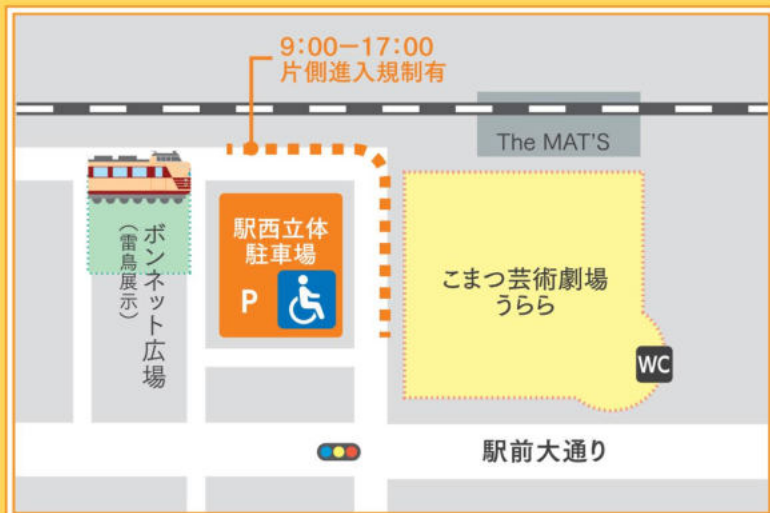 9:00−17:00
片側進入規制有
The MAT'S
駅西立体
駐車場
P
ボンネット広場
（雷鳥展示）
こまつ芸術劇場
うらら
WC
駅前大通り